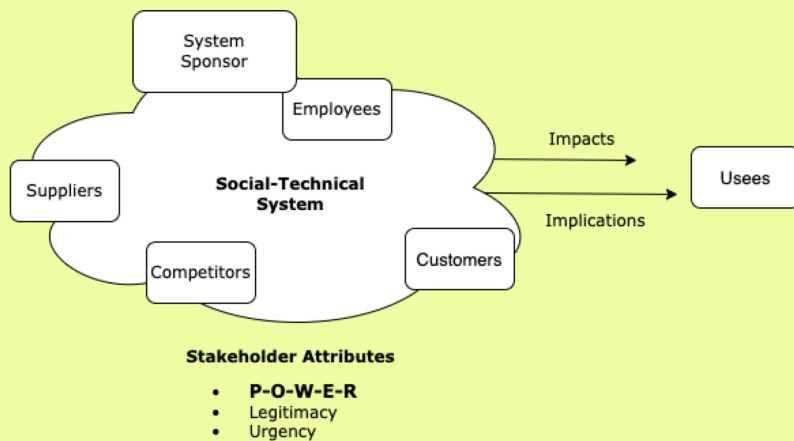 System
Sponsor
Employees
Impacts
Suppliers
Social-Technical
System
Usees
Implications
Competitors
Customers
Stakeholder Attributes
• P-O-W-E-R
• Legitimacy
• Urgency